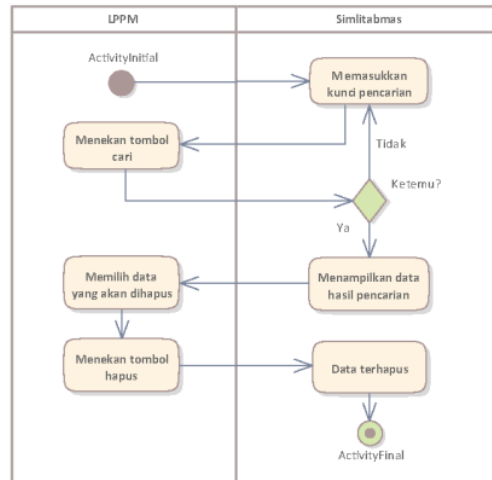 LPPM
Simlitabmas
ActivityInitial
Memasukkan
kunci pencarian
Menekan tombol
cari
Tidak
Ketemu?
Ya
Memilih data
yang akan dihapus
Menampilkan data
hasil pencarian
Menekan tombol
hapus
Data terhapus
ActivityFinal